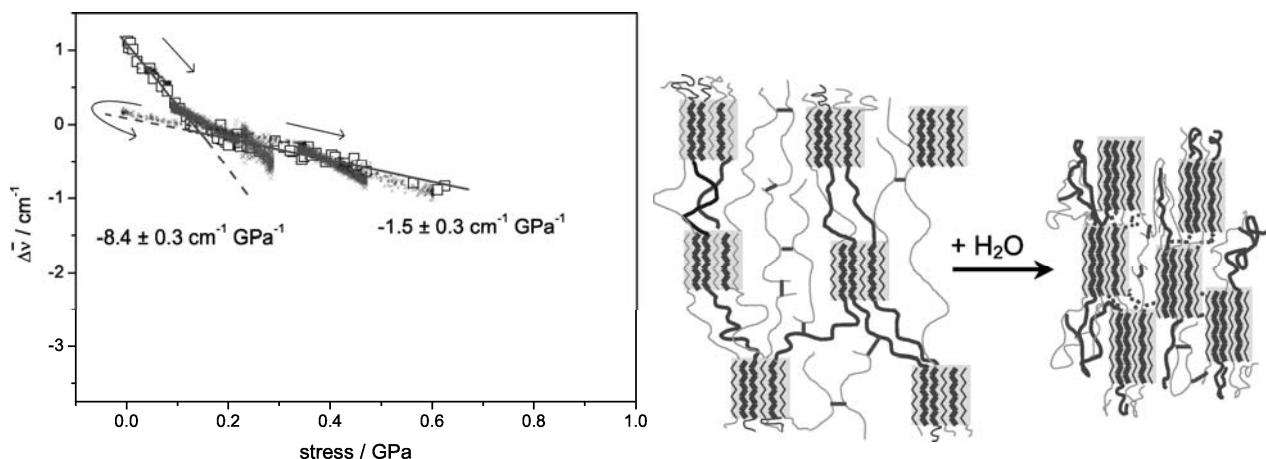 1
0
-1
-2
-3
Δν̄ / cm⁻¹
-8.4 ± 0.3 cm⁻¹ GPa⁻¹
-1.5 ± 0.3 cm⁻¹ GPa⁻¹
0.0 0.2 0.4 0.6 0.8 1.0
stress / GPa
+ H₂O